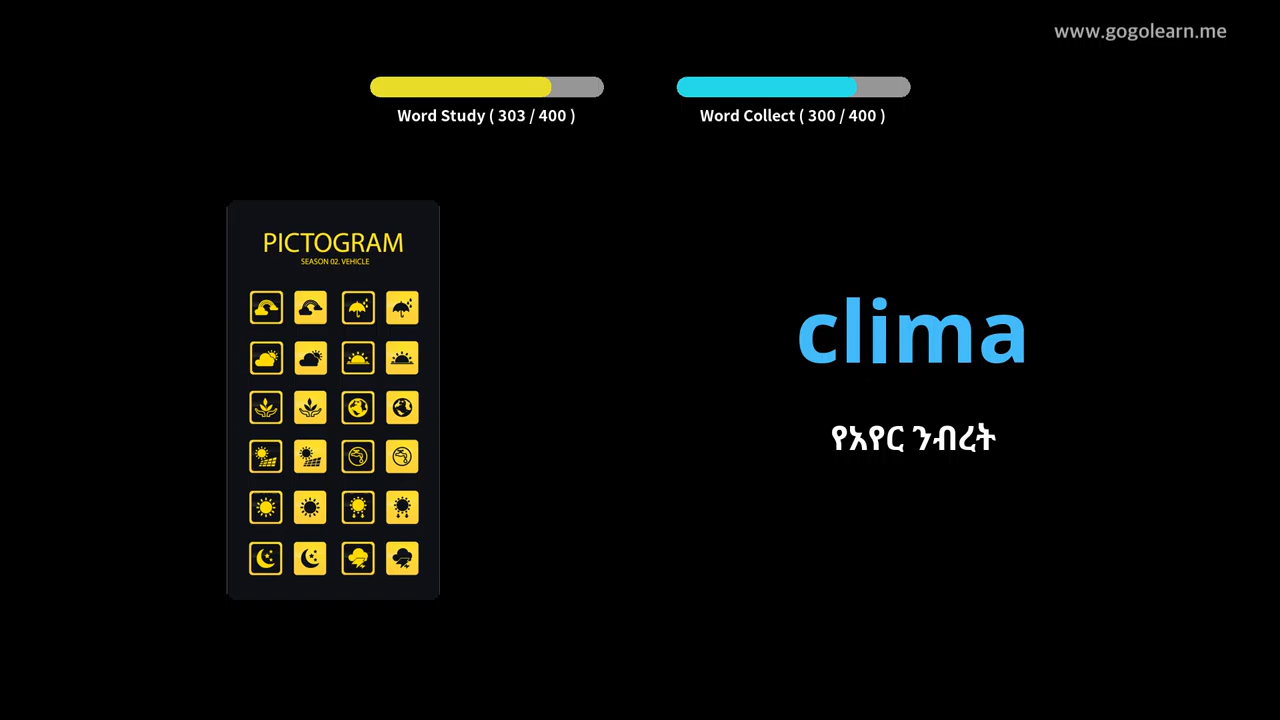 www.gogolearn.me
Word Study ( 303 / 400 )
Word Collect ( 300 / 400 )
PICTOGRAM
SEASON 02. VEHICLE
clima
የአየር ንብረት